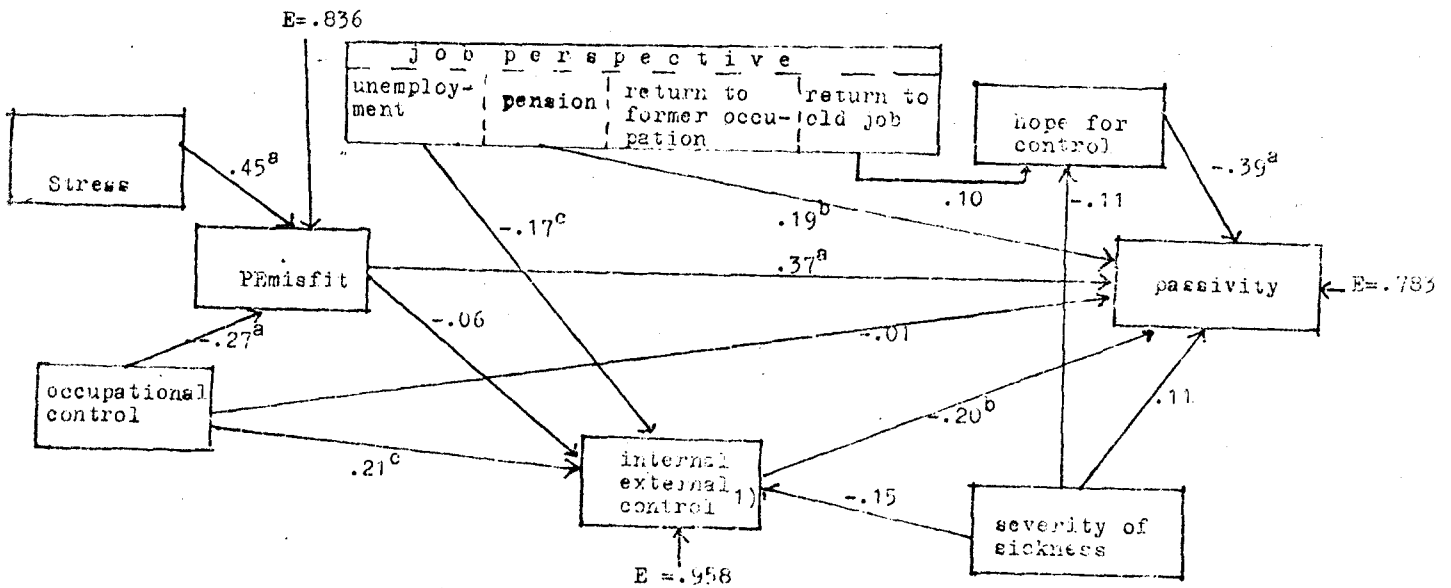 E=.836
job perspective
unemploy-
ment
pension
return to
former occu-
pation
return to
old job
hope for
control
Stress
.45ª
-.39ª
.10
-.11
-.17ᶜ
.19ᵇ
PEmisfit
.37ª
passivity
E=.783
-.06
-.27ª
-.01
occupational
control
-.20ᵇ
.11
.21ᶜ
internal
external 1)
control
-.15
severity of
sickness
E =.958